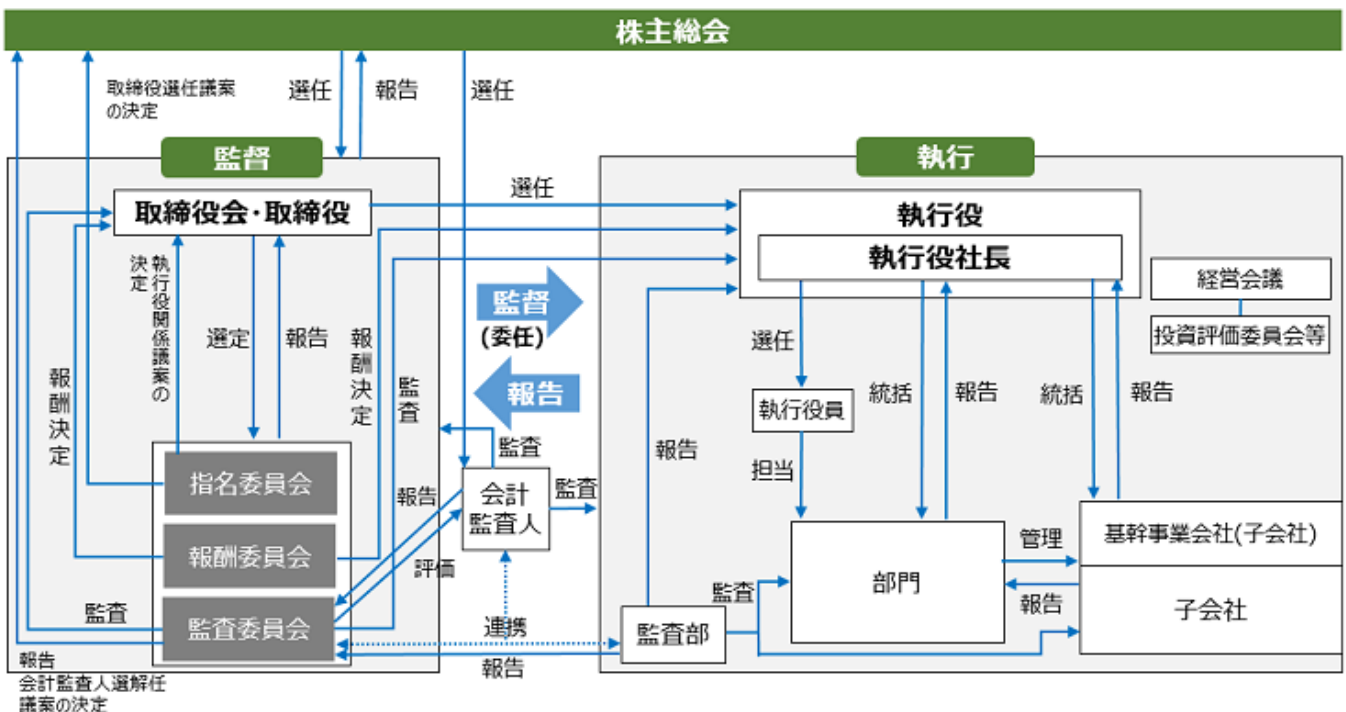 株主総会
取締役選任議案
の決定
選任
報告
選任
監督
執行
取締役会・取締役
選任
執行役
執行役社長
経営会議
投資評価委員会等
執行役関係議案の
決定
選定
報告
報酬決定
報酬決定
監査
監督
(委任)
報告
選任
執行役員
担当
統括
報告
統括
報告
報告
監査
会計
監査人
監査
報告
評価
指名委員会
報酬委員会
監査委員会
監査
連携
報告
監査部
監査
部門
管理
報告
基幹事業会社(子会社)
子会社
報告
会計監査人選解任
議案の決定